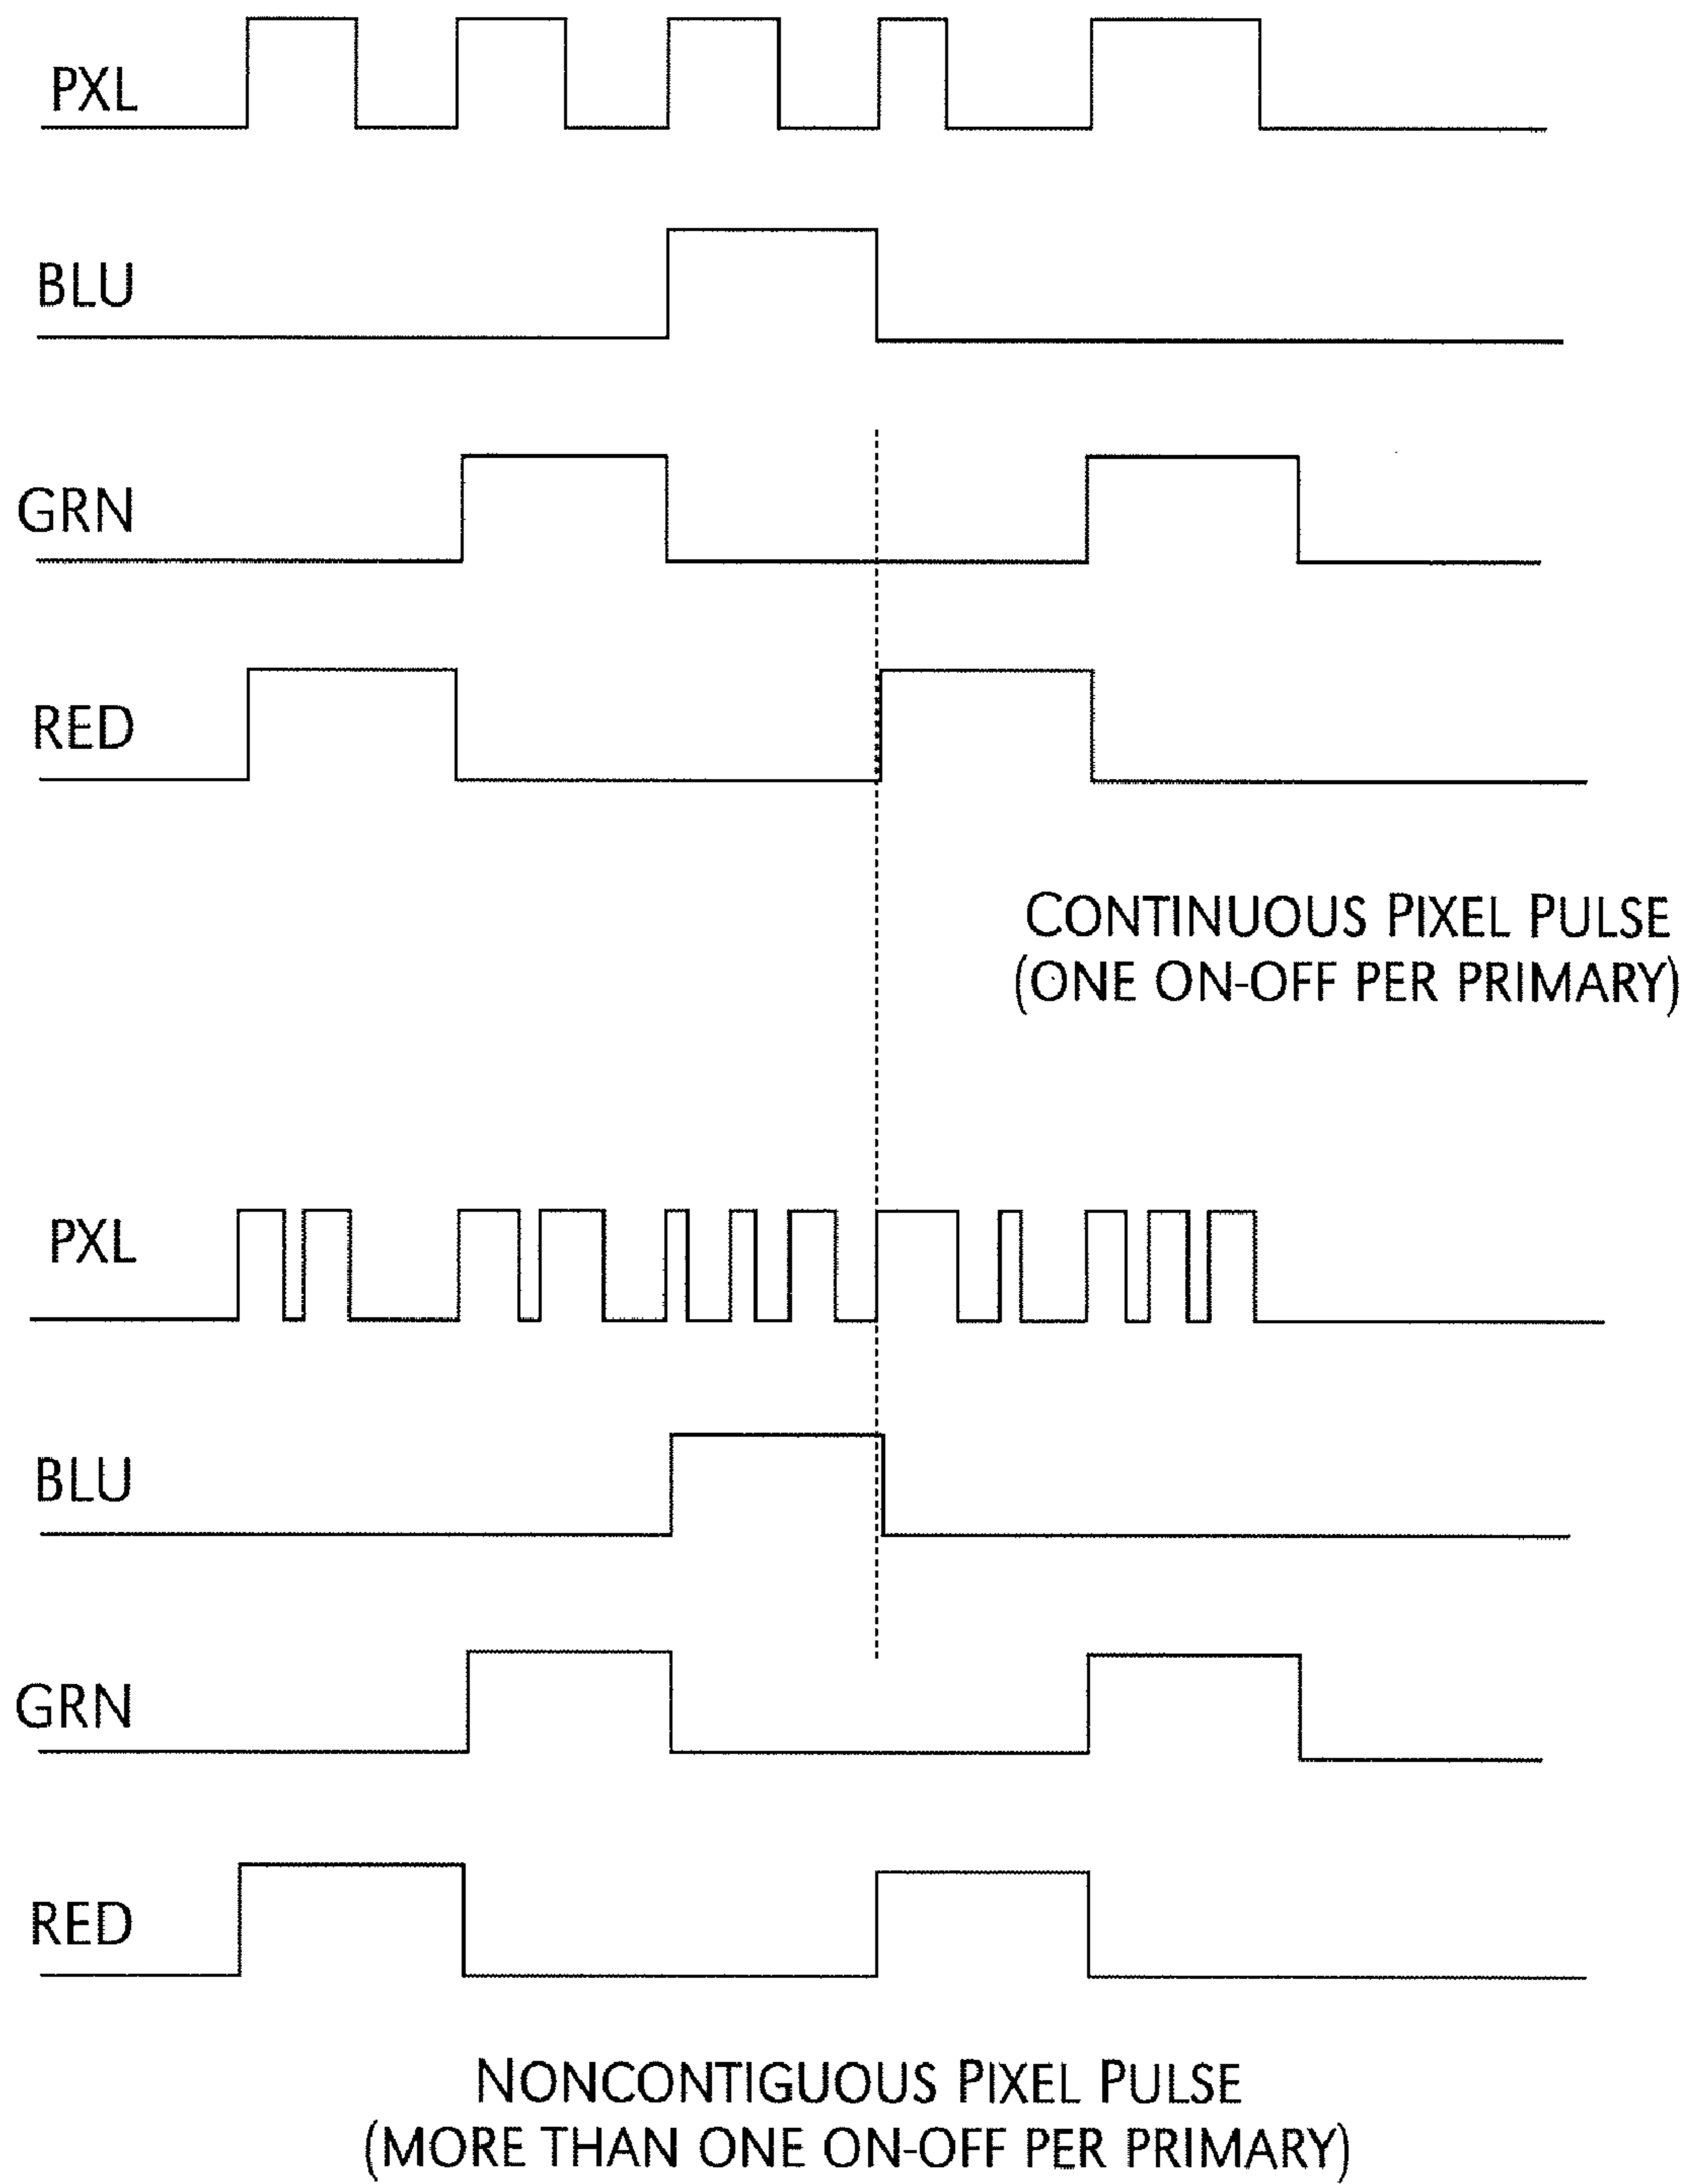 PXL
BLU
GRN
RED
CONTINUOUS PIXEL PULSE
(ONE ON-OFF PER PRIMARY)
PXL
BLU
GRN
RED
NONCONTIGUOUS PIXEL PULSE
(MORE THAN ONE ON-OFF PER PRIMARY)